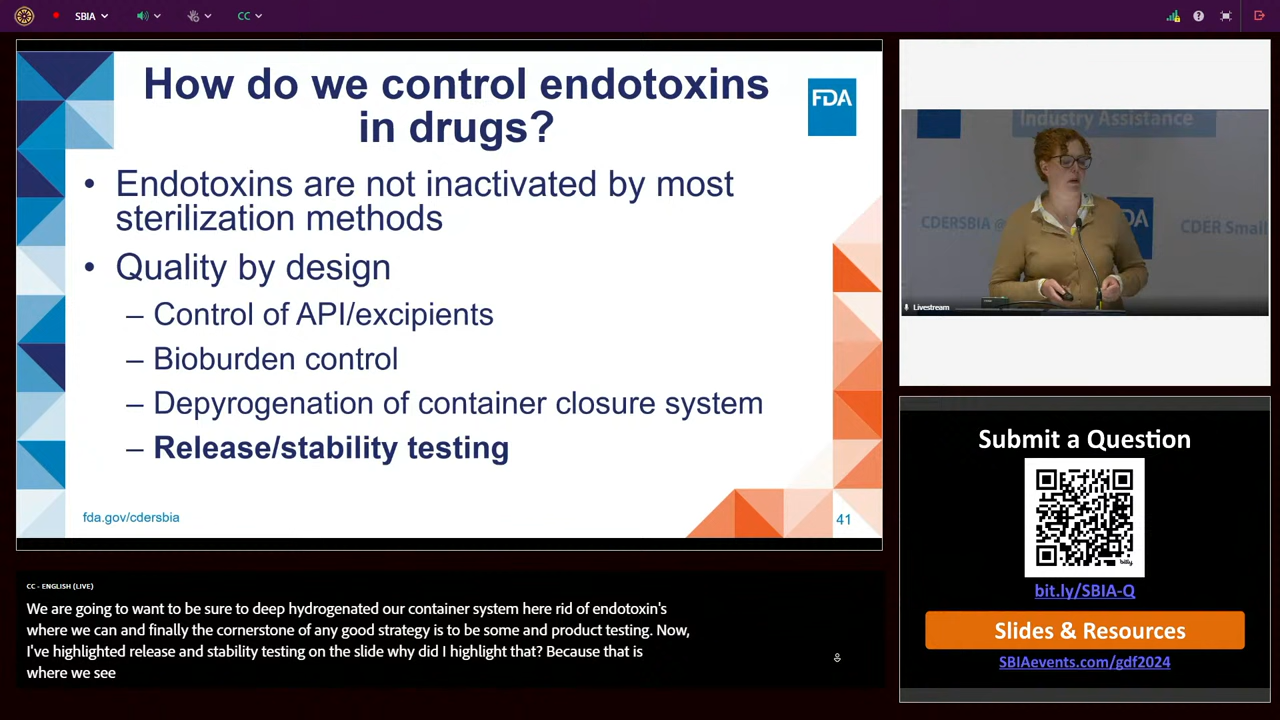 SBIA
CC
How do we control endotoxins
in drugs?
FDA
• Endotoxins are not inactivated by most
sterilization methods
• Quality by design
– Control of API/excipients
– Bioburden control
– Depyrogenation of container closure system
– Release/stability testing
fda.gov/cdersbia
41
Industry Assistance
CDERSBIA @
DA
CDER Small
Livestream
Submit a Question
bitly
bit.ly/SBIA-Q
Slides & Resources
SBIAevents.com/gdf2024
CC - ENGLISH (LIVE)
We are going to want to be sure to deep hydrogenated our container system here rid of endotoxin's
where we can and finally the cornerstone of any good strategy is to be some and product testing. Now,
I've highlighted release and stability testing on the slide why did I highlight that? Because that is
where we see